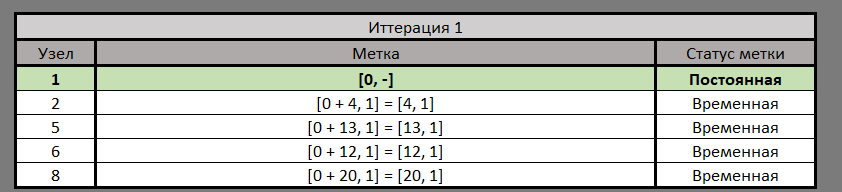 Иттерация 1
Узел Метка Статус метки
1 [0, -] Постоянная
2 [0 + 4, 1] = [4, 1] Временная
5 [0 + 13, 1] = [13, 1] Временная
6 [0 + 12, 1] = [12, 1] Временная
8 [0 + 20, 1] = [20, 1] Временная